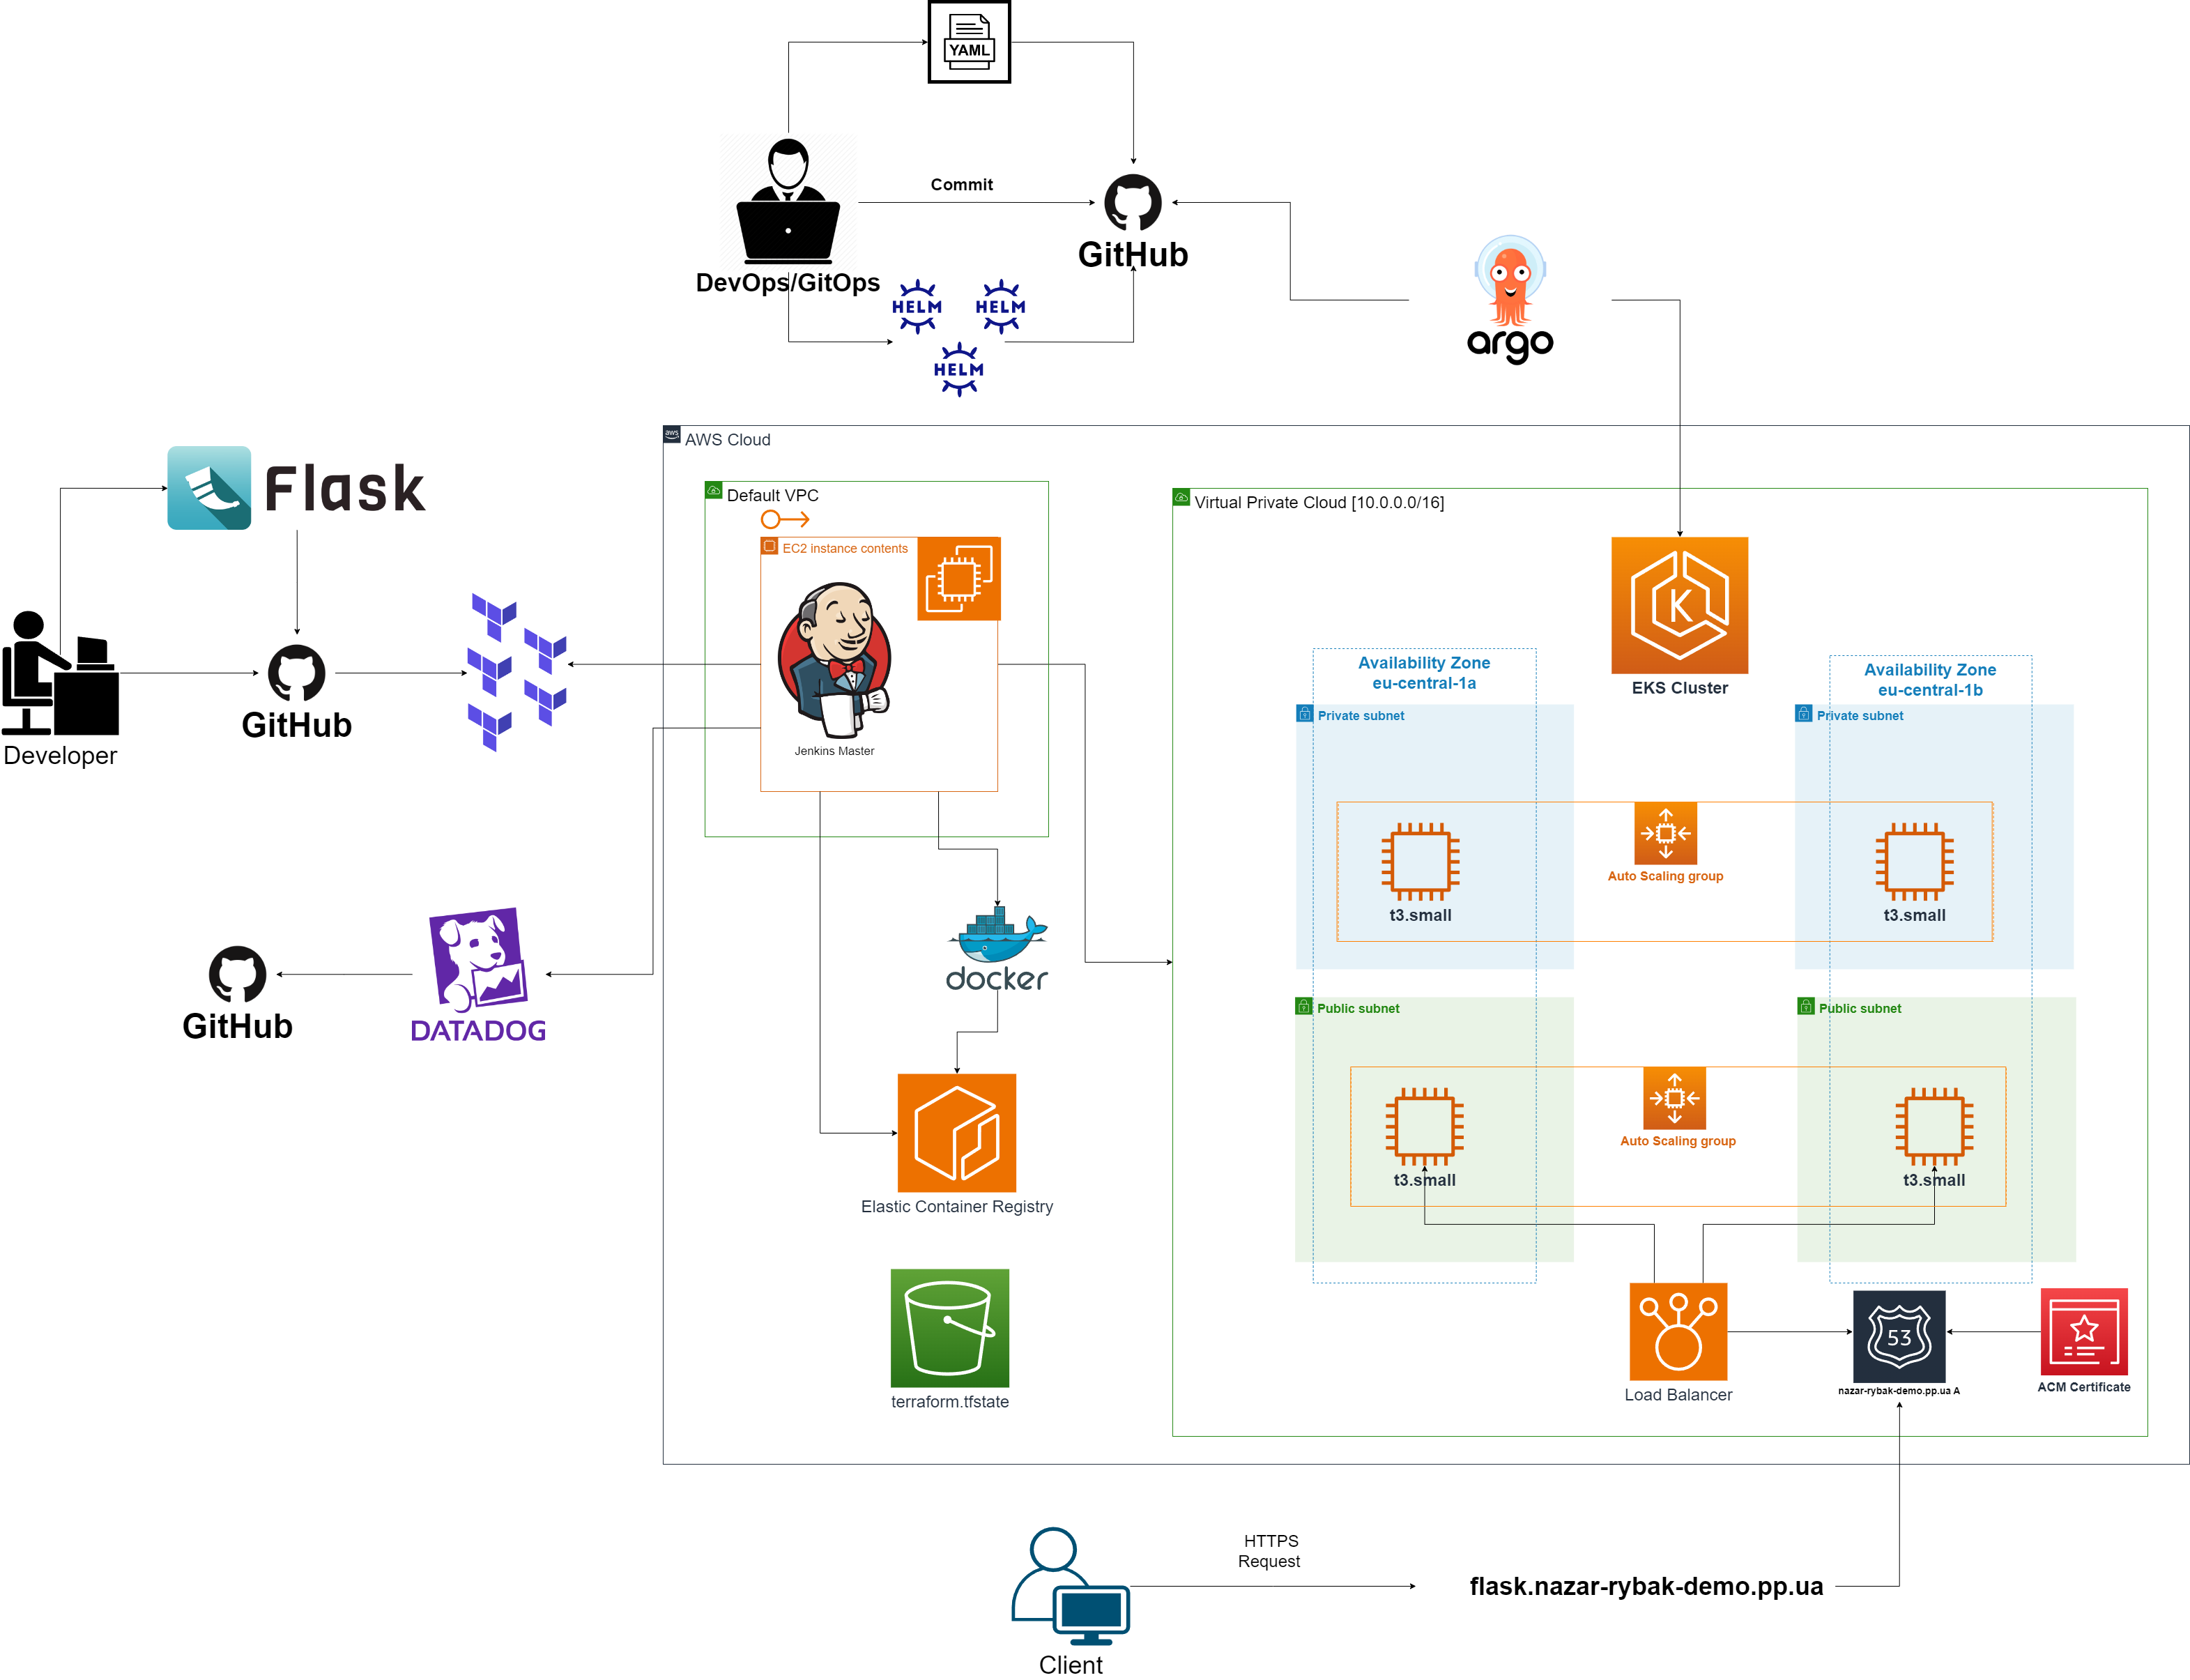 YAML
Commit
GitHub
DevOps/GitOps
HELM
HELM
HELM
argo
aws
AWS Cloud
Flask
Default VPC
Virtual Private Cloud [10.0.0.0/16]
EC2 instance contents
K
EKS Cluster
Jenkins Master
Developer
GitHub
Availability Zone
eu-central-1a
Availability Zone
eu-central-1b
Private subnet
Private subnet
t3.small
Auto Scaling group
t3.small
docker
GitHub
DATADOG
Public subnet
Public subnet
t3.small
Auto Scaling group
t3.small
Elastic Container Registry
terraform.tfstate
Load Balancer
53
nazar-rybak-demo.pp.ua A
ACM Certificate
HTTPS
Request
flask.nazar-rybak-demo.pp.ua
Client